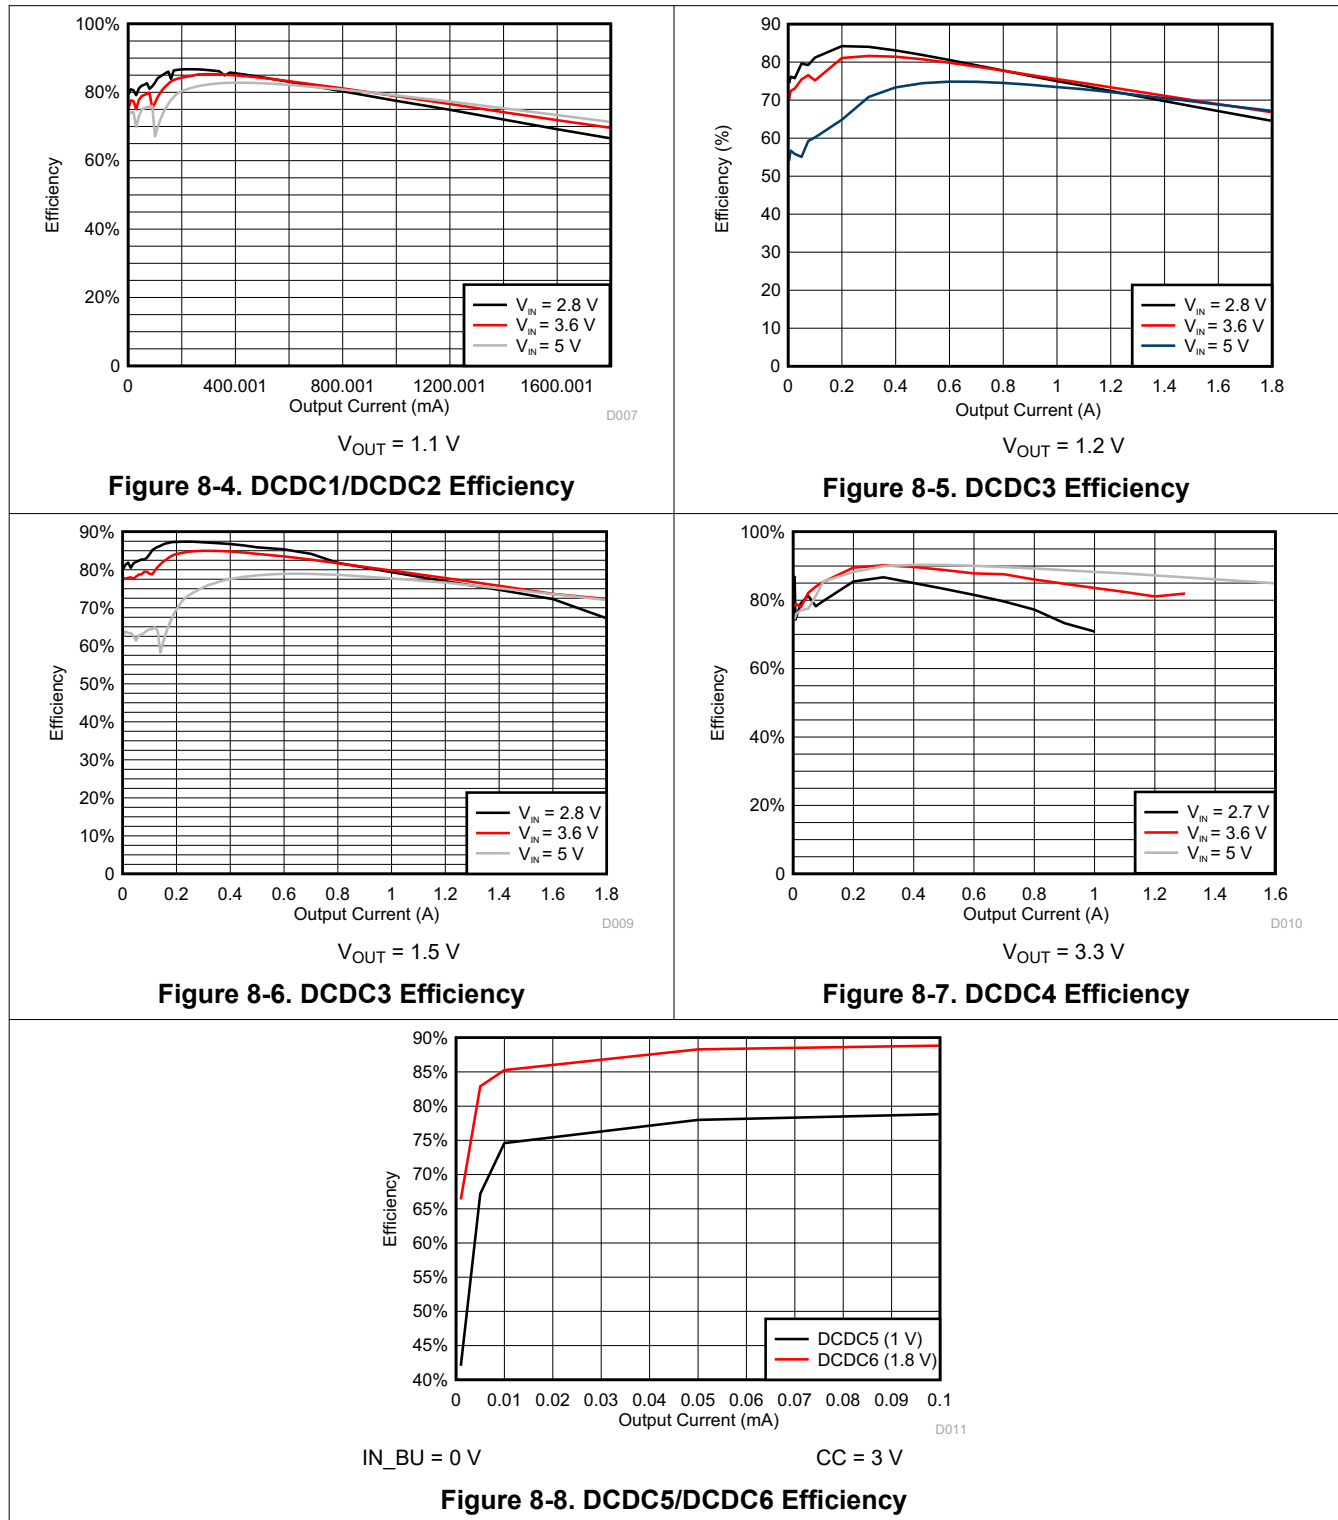 100%
80%
60%
40%
20%
0
Efficiency
V_IN = 2.8 V
V_IN = 3.6 V
V_IN = 5 V
0 400.001 800.001 1200.001 1600.001
Output Current (mA)
D007
V_OUT = 1.1 V
Figure 8-4. DCDC1/DCDC2 Efficiency
90
80
70
60
50
40
30
20
10
0
Efficiency (%)
V_IN = 2.8 V
V_IN = 3.6 V
V_IN = 5 V
0 0.2 0.4 0.6 0.8 1 1.2 1.4 1.6 1.8
Output Current (A)
V_OUT = 1.2 V
Figure 8-5. DCDC3 Efficiency
90%
80%
70%
60%
50%
40%
30%
20%
10%
0
Efficiency
V_IN = 2.8 V
V_IN = 3.6 V
V_IN = 5 V
0 0.2 0.4 0.6 0.8 1 1.2 1.4 1.6 1.8
Output Current (A)
D009
V_OUT = 1.5 V
Figure 8-6. DCDC3 Efficiency
100%
80%
60%
40%
20%
0
Efficiency
V_IN = 2.7 V
V_IN = 3.6 V
V_IN = 5 V
0 0.2 0.4 0.6 0.8 1 1.2 1.4 1.6
Output Current (A)
D010
V_OUT = 3.3 V
Figure 8-7. DCDC4 Efficiency
90%
85%
80%
75%
70%
65%
60%
55%
50%
45%
40%
Efficiency
DCDC5 (1 V)
DCDC6 (1.8 V)
0 0.01 0.02 0.03 0.04 0.05 0.06 0.07 0.08 0.09 0.1
Output Current (mA)
D011
IN_BU = 0 V CC = 3 V
Figure 8-8. DCDC5/DCDC6 Efficiency